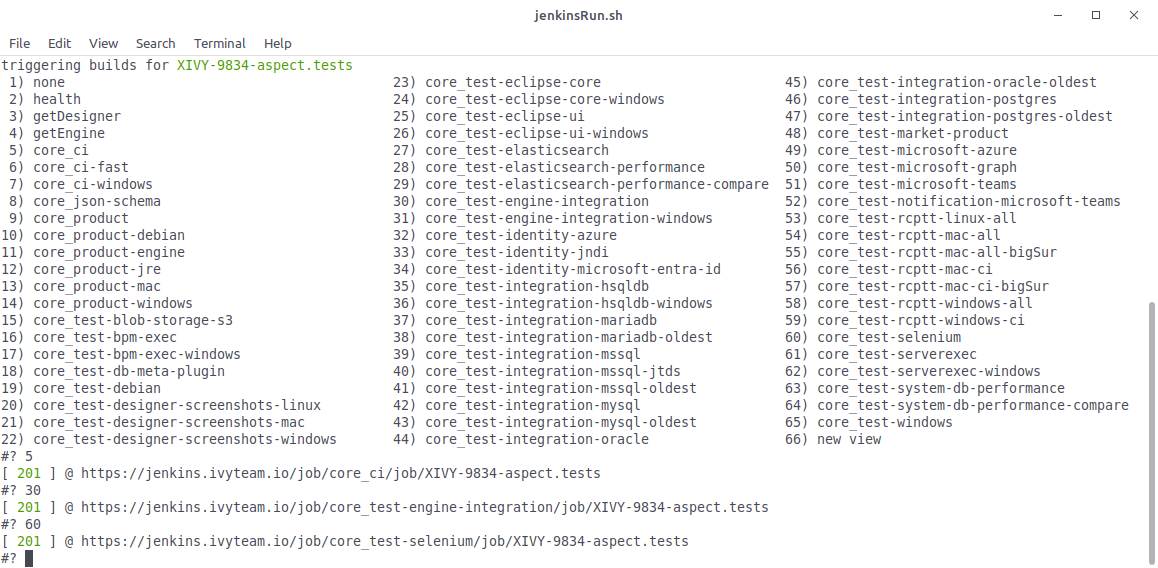 jenkinsRun.sh
File Edit View Search Terminal Help
triggering builds for XIVY-9834-aspect.tests
1) none 23) core_test-eclipse-core 45) core_test-integration-oracle-oldest
2) health 24) core_test-eclipse-core-windows 46) core_test-integration-postgres
3) getDesigner 25) core_test-eclipse-ui 47) core_test-integration-postgres-oldest
4) getEngine 26) core_test-eclipse-ui-windows 48) core_test-market-product
5) core_ci 27) core_test-elasticsearch 49) core_test-microsoft-azure
6) core_ci-fast 28) core_test-elasticsearch-performance 50) core_test-microsoft-graph
7) core_ci-windows 29) core_test-elasticsearch-performance-compare 51) core_test-microsoft-teams
8) core_json-schema 30) core_test-engine-integration 52) core_test-notification-microsoft-teams
9) core_product 31) core_test-engine-integration-windows 53) core_test-rcptt-linux-all
10) core_product-debian 32) core_test-identity-azure 54) core_test-rcptt-mac-all
11) core_product-engine 33) core_test-identity-jndi 55) core_test-rcptt-mac-all-bigSur
12) core_product-jre 34) core_test-identity-microsoft-entra-id 56) core_test-rcptt-mac-ci
13) core_product-mac 35) core_test-integration-hsqldb 57) core_test-rcptt-mac-ci-bigSur
14) core_product-windows 36) core_test-integration-hsqldb-windows 58) core_test-rcptt-windows-all
15) core_test-blob-storage-s3 37) core_test-integration-mariadb 59) core_test-rcptt-windows-ci
16) core_test-bpm-exec 38) core_test-integration-mariadb-oldest 60) core_test-selenium
17) core_test-bpm-exec-windows 39) core_test-integration-mssql 61) core_test-serverexec
18) core_test-db-meta-plugin 40) core_test-integration-mssql-jtds 62) core_test-serverexec-windows
19) core_test-debian 41) core_test-integration-mssql-oldest 63) core_test-system-db-performance
20) core_test-designer-screenshots-linux 42) core_test-integration-mysql 64) core_test-system-db-performance-compare
21) core_test-designer-screenshots-mac 43) core_test-integration-mysql-oldest 65) core_test-windows
22) core_test-designer-screenshots-windows 44) core_test-integration-oracle 66) new view
#? 5
[ 201 ] @ https://jenkins.ivyteam.io/job/core_ci/job/XIVY-9834-aspect.tests
#? 30
[ 201 ] @ https://jenkins.ivyteam.io/job/core_test-engine-integration/job/XIVY-9834-aspect.tests
#? 60
[ 201 ] @ https://jenkins.ivyteam.io/job/core_test-selenium/job/XIVY-9834-aspect.tests
#?